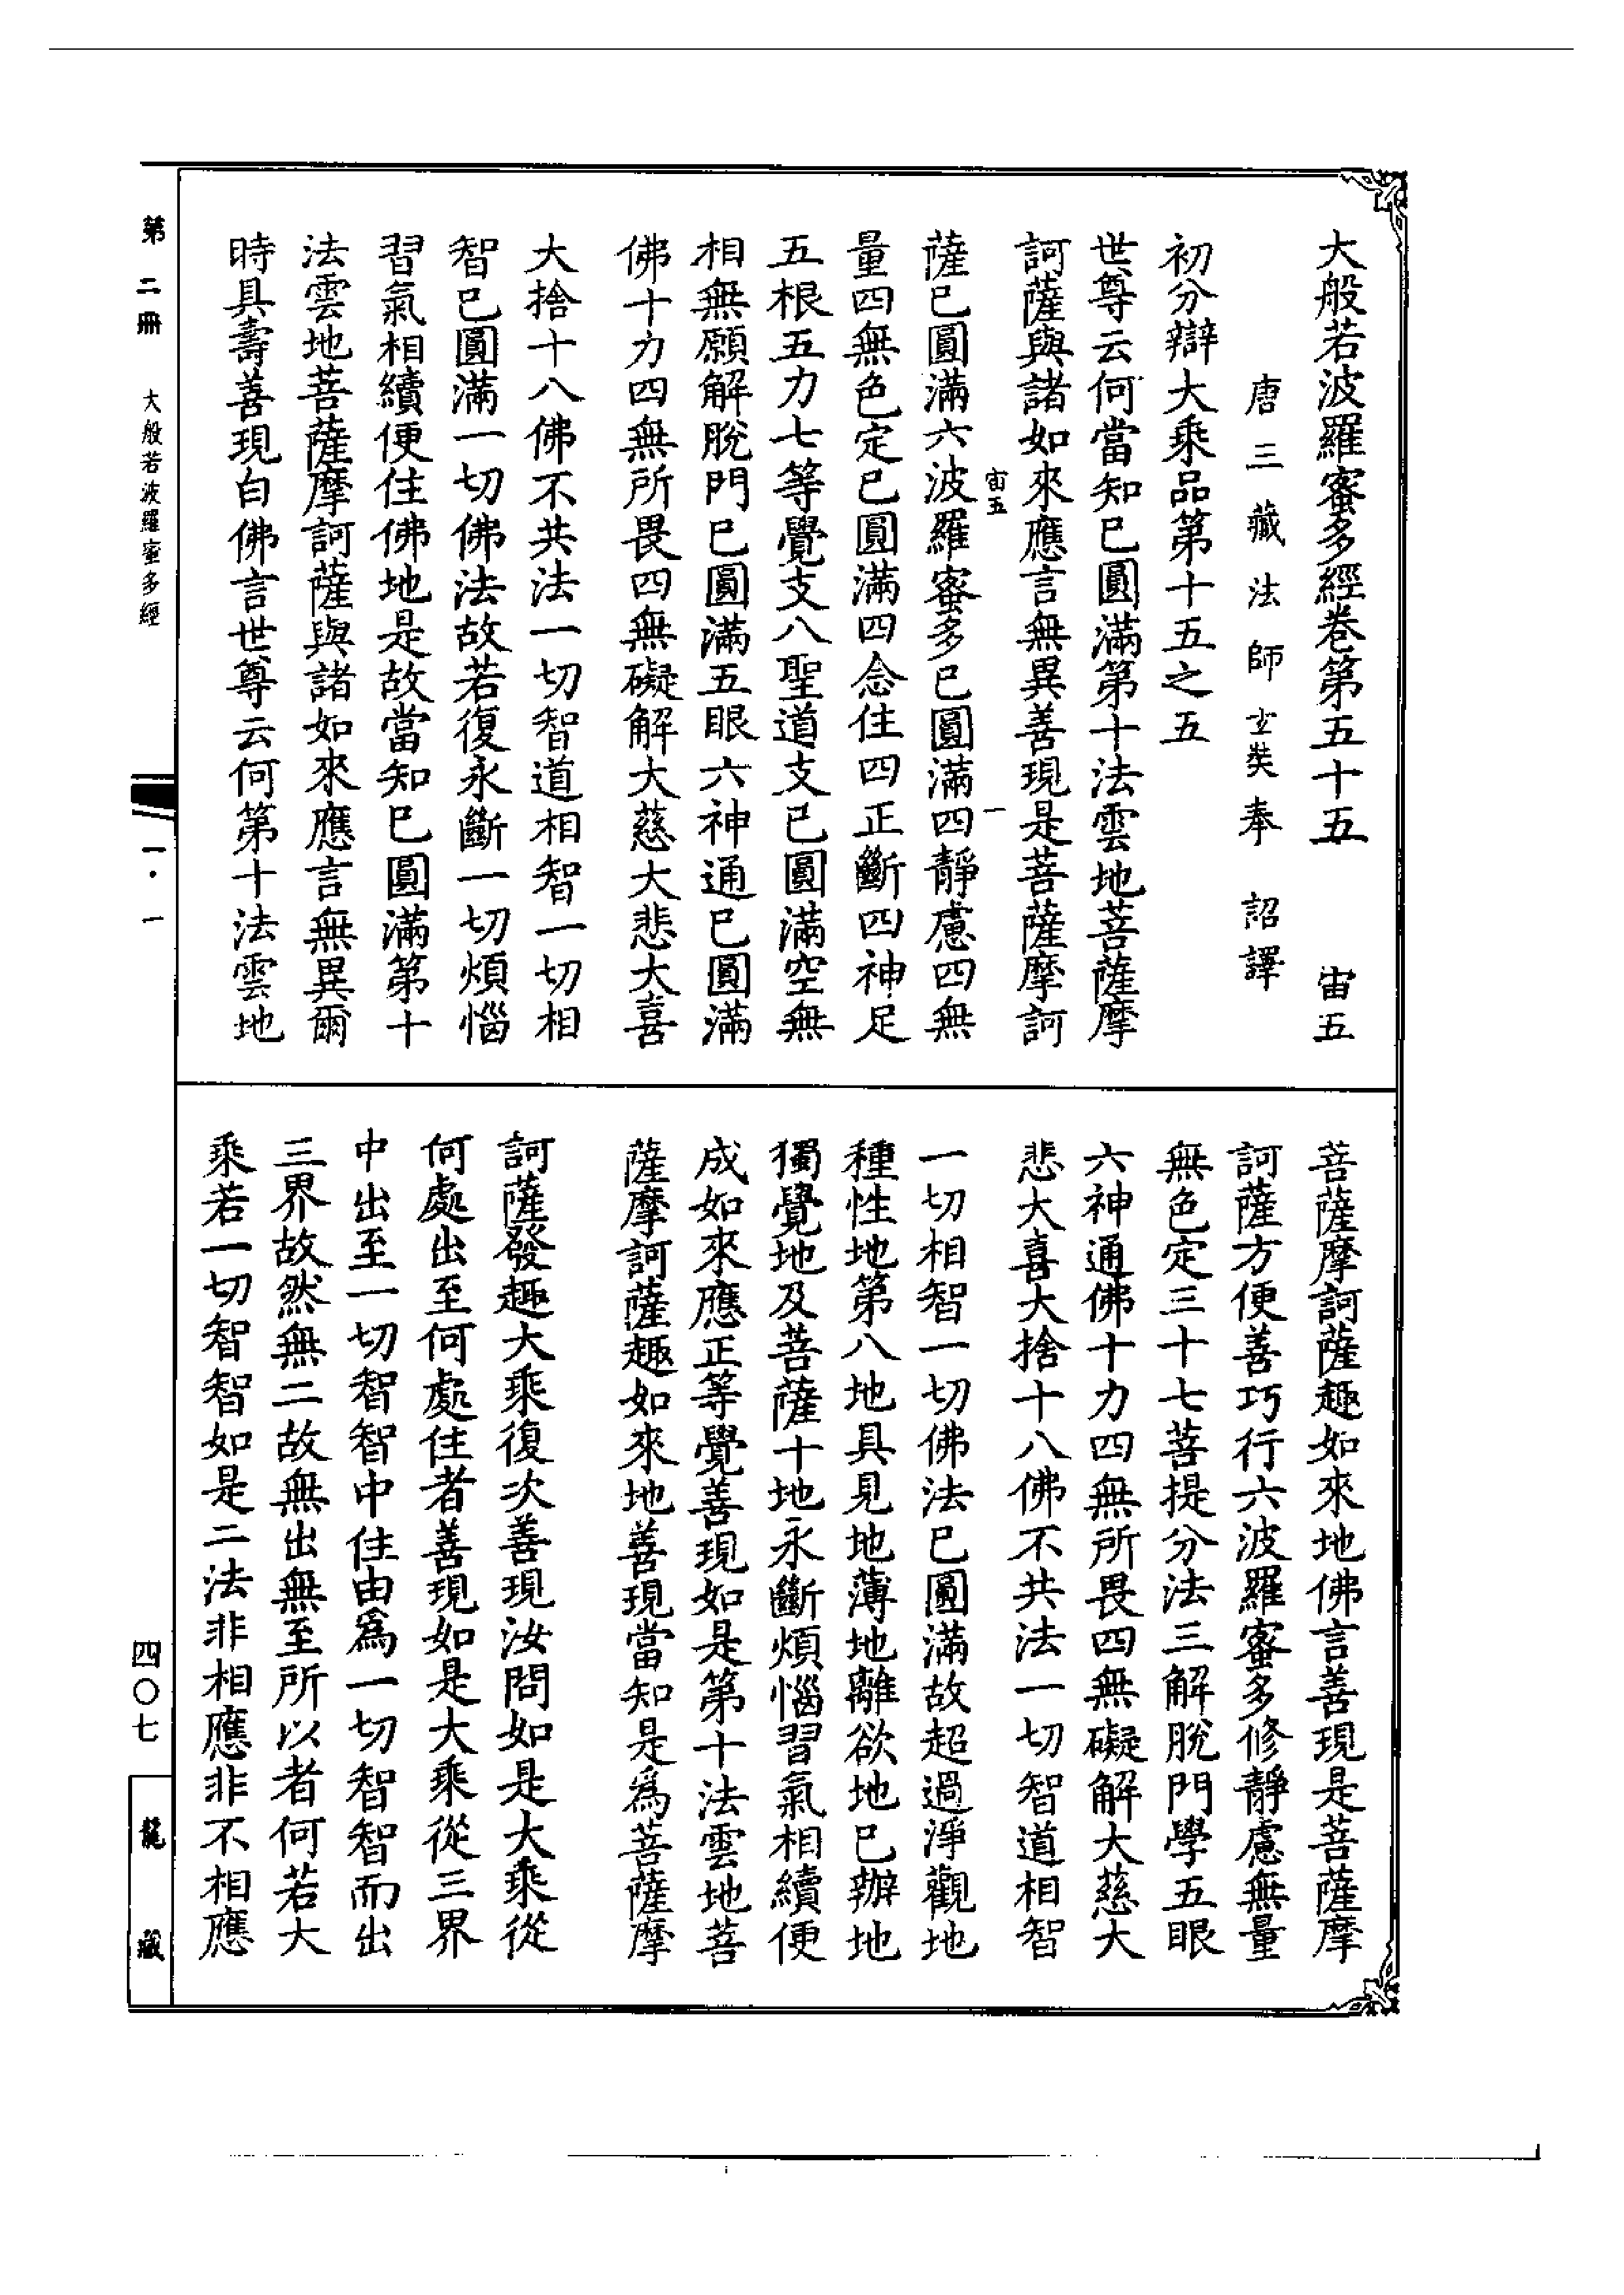 大般若波羅蜜多經卷第五十五　宙五
唐三藏法師玄奘奉　詔譯
初分辯大乘品第十五之五
世尊云何當知已圓滿第十法雲地菩薩摩
訶薩與諸如來應言無異善現是菩薩摩訶
宙五　一
薩已圓滿六波羅蜜多已圓滿四靜慮四無
量四無色定已圓滿四念住四正斷四神足
五根五力七等覺支八聖道支已圓滿空無
相無願解脫門已圓滿五眼六神通已圓滿
佛十力四無所畏四無礙解大慈大悲大喜
大捨十八佛不共法一切智道相智一切相
智已圓滿一切佛法故若復永斷一切煩惱
習氣相續便住佛地是故當知已圓滿第十
法雲地菩薩摩訶薩與諸如來應言無異爾
時具壽善現白佛言世尊云何第十法雲地
菩薩摩訶薩趣如來地佛言善現是菩薩摩
訶薩方便善巧行六波羅蜜多修靜慮無量
無色定三十七菩提分法三解脫門學五眼
六神通佛十力四無所畏四無礙解大慈大
悲大喜大捨十八佛不共法一切智道相智
一切相智一切佛法已圓滿故超過淨觀地
種性地第八地具見地薄地離欲地已辦地
獨覺地及菩薩十地永斷煩惱習氣相續便
成如來應正等覺善現如是第十法雲地菩
薩摩訶薩趣如來地善現當知是爲菩薩摩
訶薩發趣大乘復次善現汝問如是大乘從
何處出至何處住者善現如是大乘從三界
中出至一切智智中住由爲一切智智而出
三界故然無二故無出無至所以者何若大
乘若一切智智如是二法非相應非不相應
第二冊　大般若波羅蜜多經　一·一　四〇七　龍藏